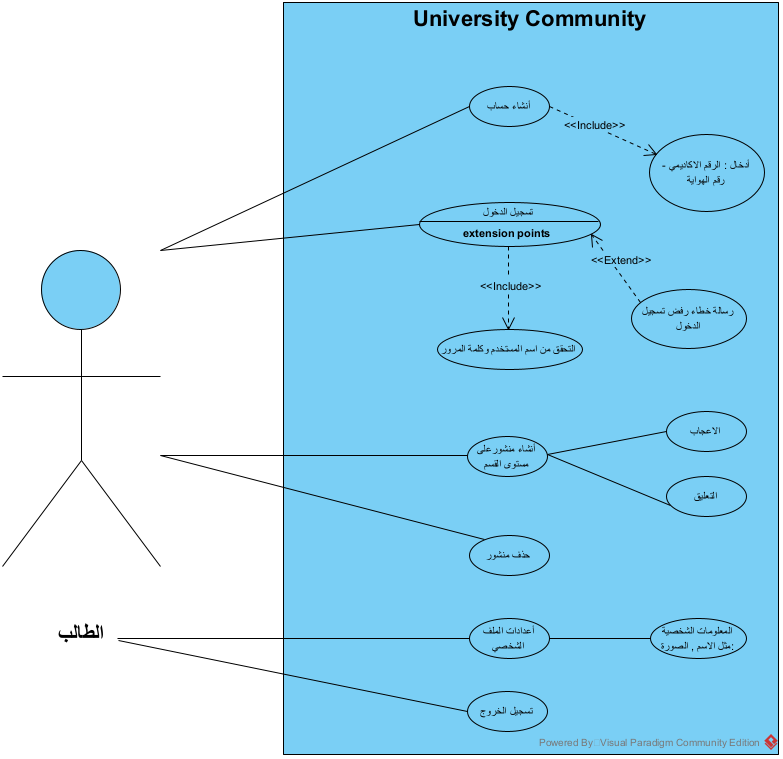 University Community
أنشاء حساب
<<Include>>
أدخال : الرقم الاكاديمي -
رقم الهواية
تسجيل الدخول
extension points
<<Extend>>
<<Include>>
رسالة خطاء رفض تسجيل
الدخول
التحقق من اسم المستخدم وكلمة المرور
الاعجاب
أنشاء منشور على
مستوى القسم
التعليق
حذف منشور
الطالب
أعدادات الملف
الشخصي
المعلومات الشخصية
:مثل الاسم , الصورة
تسجيل الخروج
Powered By: Visual Paradigm Community Edition